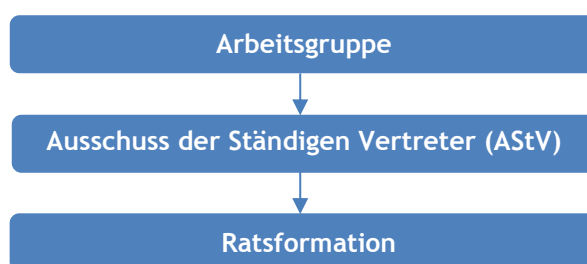 Arbeitsgruppe
Ausschuss der Ständigen Vertreter (AStV)
Ratsformation